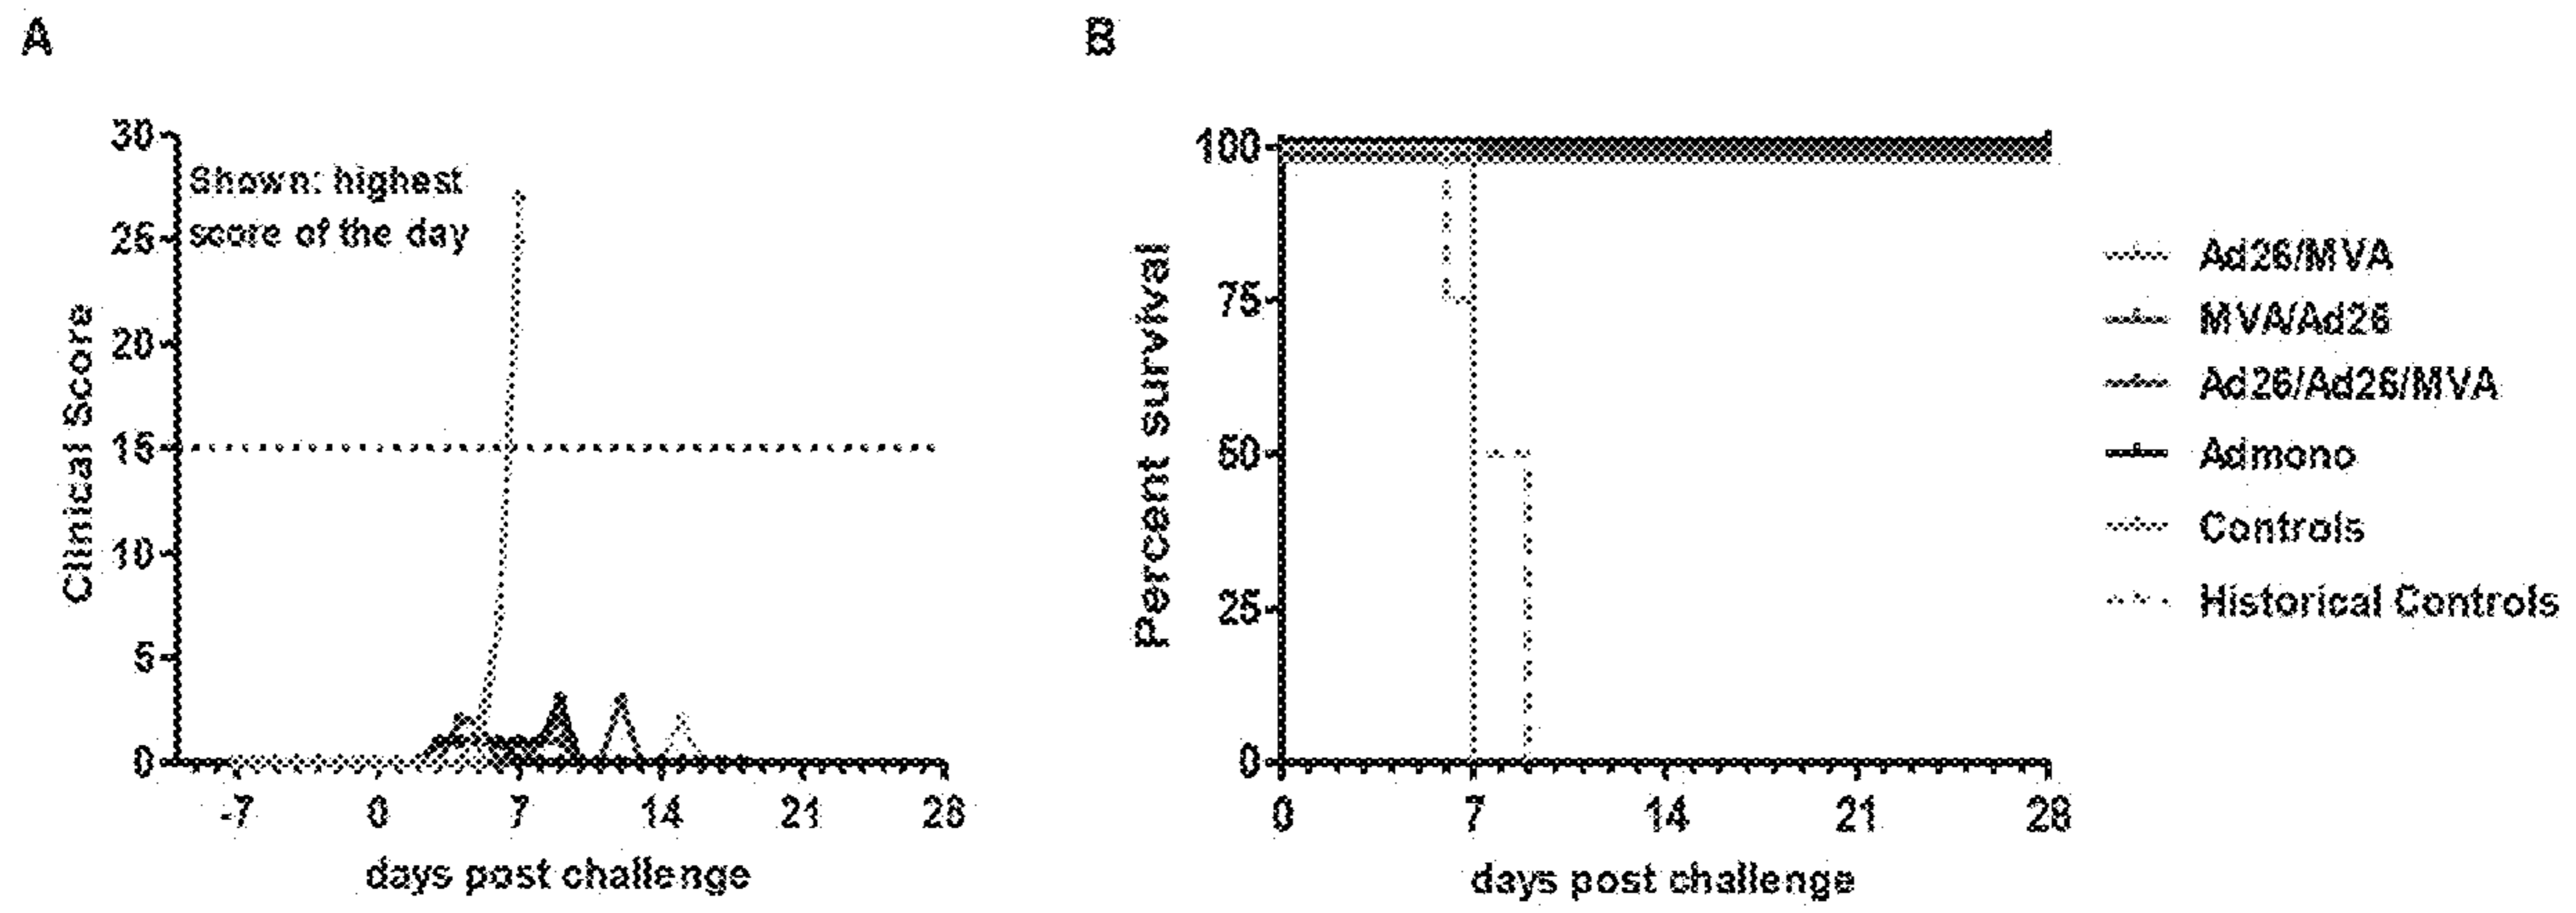 A
B
30
25
20
15
10
5
0
Shown: highest
score of the day
Clinical Score
-7 0 7 14 21 28
days post challenge
100
75
50
25
0
Percent survival
0 7 14 21 28
days post challenge
Ad26/MVA
MVA/Ad26
Ad26/Ad26/MVA
Admono
Controls
Historical Controls